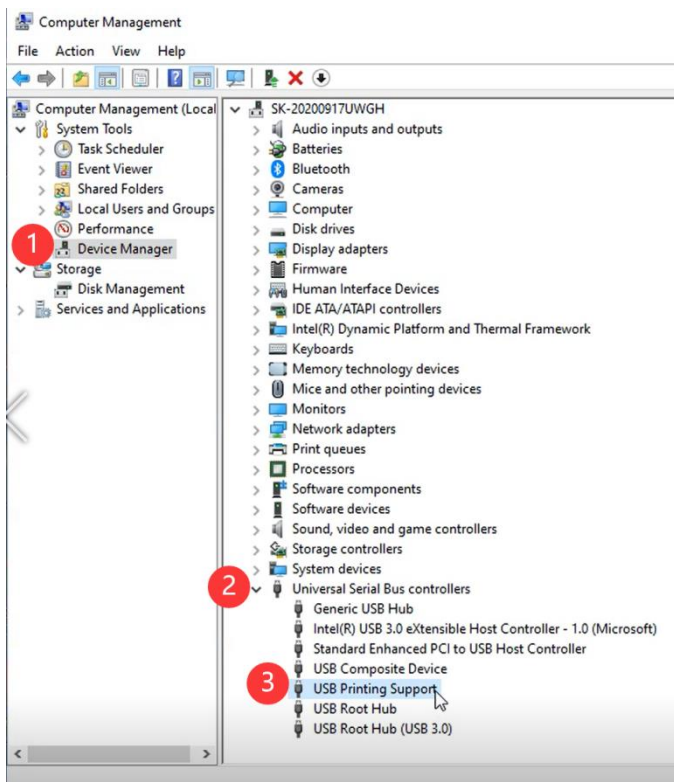 Computer Management
File Action View Help
Computer Management (Local
System Tools
Task Scheduler
Event Viewer
Shared Folders
Local Users and Groups
Performance
1
Device Manager
Storage
Disk Management
Services and Applications
SK-20200917UWGH
Audio inputs and outputs
Batteries
Bluetooth
Cameras
Computer
Disk drives
Display adapters
Firmware
Human Interface Devices
IDE ATA/ATAPI controllers
Intel(R) Dynamic Platform and Thermal Framework
Keyboards
Memory technology devices
Mice and other pointing devices
Monitors
Network adapters
Print queues
Processors
Software components
Software devices
Sound, video and game controllers
Storage controllers
System devices
2
Universal Serial Bus controllers
Generic USB Hub
Intel(R) USB 3.0 eXtensible Host Controller - 1.0 (Microsoft)
Standard Enhanced PCI to USB Host Controller
USB Composite Device
3
USB Printing Support
USB Root Hub
USB Root Hub (USB 3.0)